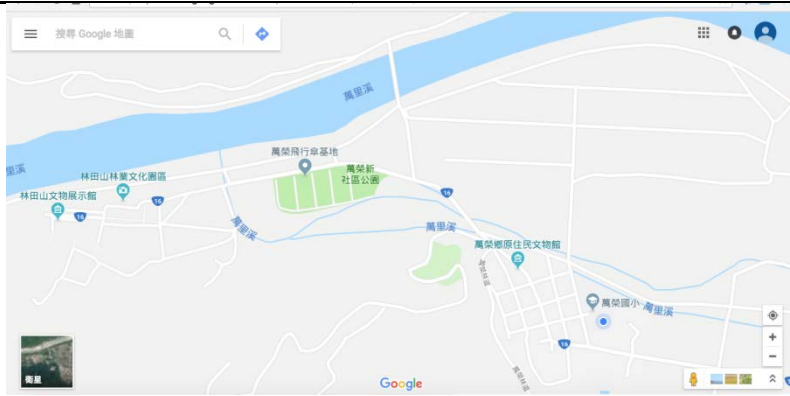 搜尋 Google 地圖
萬里溪
萬榮飛行傘基地
萬榮新
社區公園
林田山林業文化園區
林田山文物展示館
16
16
16
萬里溪
萬里溪
萬榮鄉原住民文物館
萬榮國小
萬里溪
16
衛星
Google